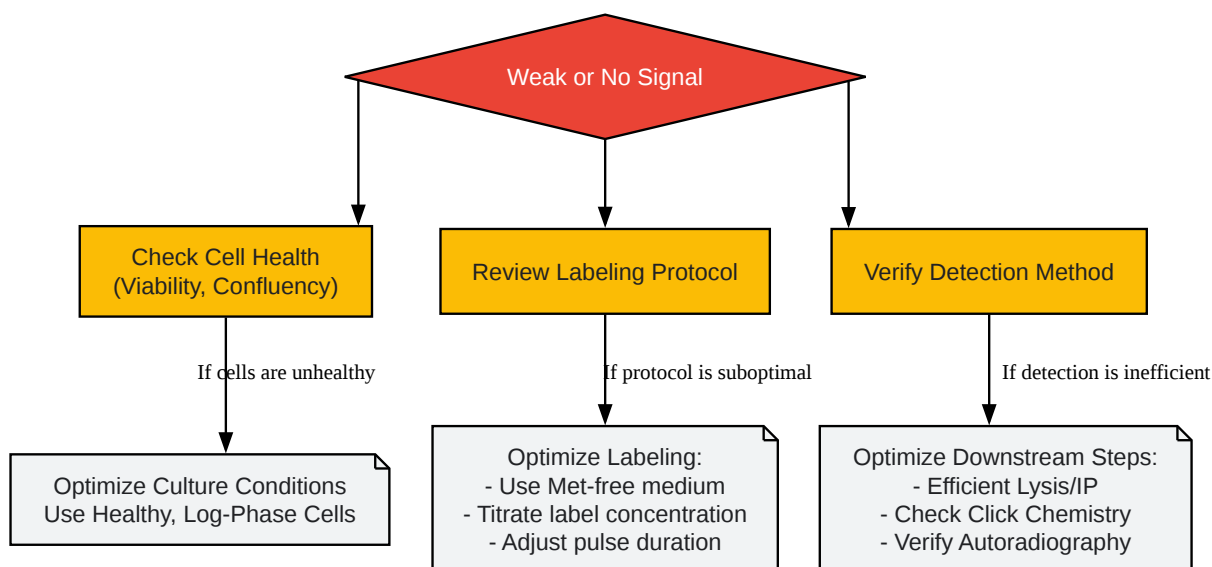 Weak or No Signal
Check Cell Health
(Viability, Confluency)
Review Labeling Protocol
Verify Detection Method
If cells are unhealthy
If protocol is suboptimal
If detection is inefficient
Optimize Culture Conditions
Use Healthy, Log-Phase Cells
Optimize Labeling:
- Use Met-free medium
- Titrate label concentration
- Adjust pulse duration
Optimize Downstream Steps:
- Efficient Lysis/IP
- Check Click Chemistry
- Verify Autoradiography